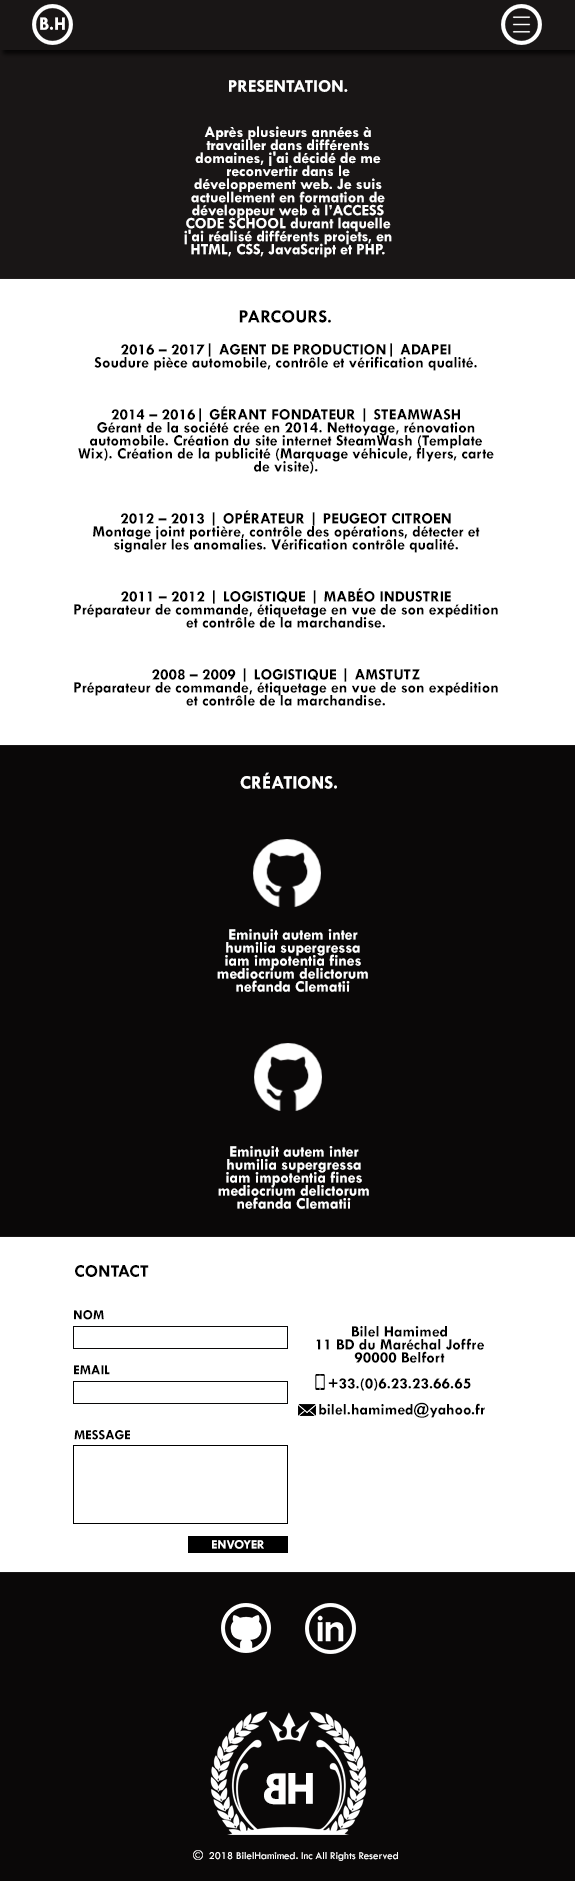 B.H
PRESENTATION.
Après plusieurs années à
travailler dans différents
domaines, j'ai décidé de me
reconvertir dans le
développement web. Je suis
actuellement en formation de
développeur web à l'ACCESS
CODE SCHOOL durant laquelle
j'ai réalisé différents projets, en
HTML, CSS, JavaScript et PHP.
PARCOURS.
2016 – 2017| AGENT DE PRODUCTION| ADAPEI
Soudure pièce automobile, contrôle et vérification qualité.
2014 – 2016| GÉRANT FONDATEUR | STEAMWASH
Gérant de la société crée en 2014. Nettoyage, rénovation
automobile. Création du site internet SteamWash (Template
Wix). Création de la publicité (Marquage véhicule, flyers, carte
de visite).
2012 – 2013 | OPÉRATEUR | PEUGEOT CITROEN
Montage joint portière, contrôle des opérations, détecter et
signaler les anomalies. Vérification contrôle qualité.
2011 – 2012 | LOGISTIQUE | MABÉO INDUSTRIE
Préparateur de commande, étiquetage en vue de son expédition
et contrôle de la marchandise.
2008 – 2009 | LOGISTIQUE | AMSTUTZ
Préparateur de commande, étiquetage en vue de son expédition
et contrôle de la marchandise.
CRÉATIONS.
Eminuit autem inter
humilia supergressa
iam impotentia fines
mediocrium delictorum
nefanda Clematii
Eminuit autem inter
humilia supergressa
iam impotentia fines
mediocrium delictorum
nefanda Clematii
CONTACT
NOM
EMAIL
MESSAGE
ENVOYER
Bilel Hamimed
11 BD du Maréchal Joffre
90000 Belfort
+33.(0)6.23.23.66.65
bilel.hamimed@yahoo.fr
in
BH
© 2018 BilelHamimed. Inc All Rights Reserved